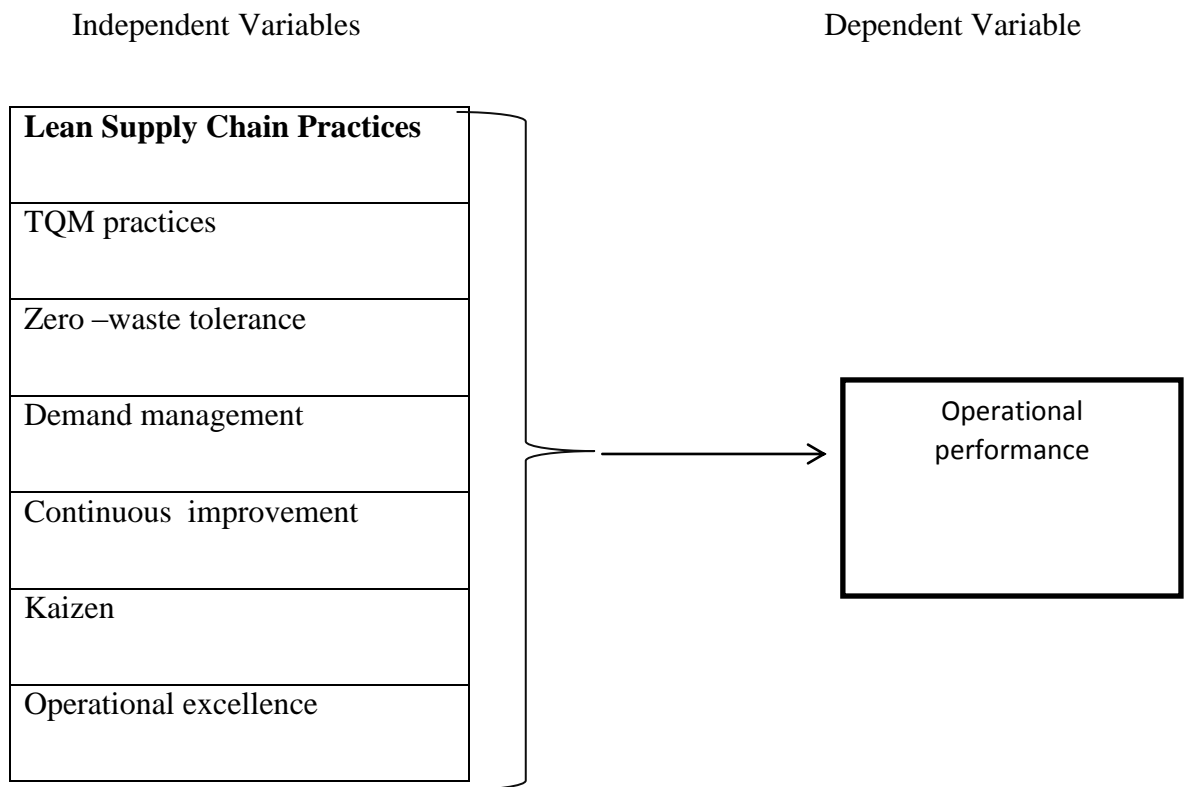 Independent Variables
Dependent Variable
Lean Supply Chain Practices
TQM practices
Zero –waste tolerance
Demand management
Continuous  improvement
Kaizen
Operational excellence
Operational
performance